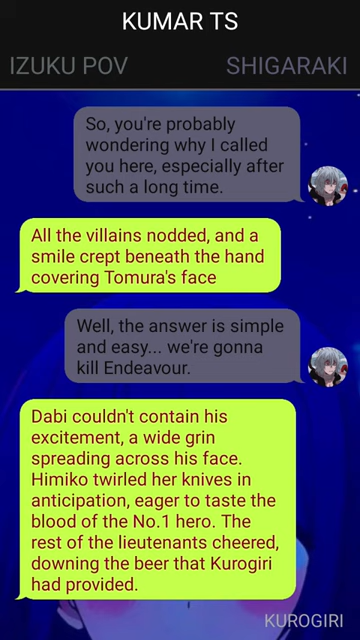 KUMAR TS
IZUKU POV
SHIGARAKI
So, you're probably
wondering why I called
you here, especially after
such a long time.
All the villains nodded, and a
smile crept beneath the hand
covering Tomura's face
Well, the answer is simple
and easy... we're gonna
kill Endeavour.
Dabi couldn't contain his
excitement, a wide grin
spreading across his face.
Himiko twirled her knives in
anticipation, eager to taste the
blood of the No.1 hero. The
rest of the lieutenants cheered,
downing the beer that Kurogiri
had provided.
KUROGIRI